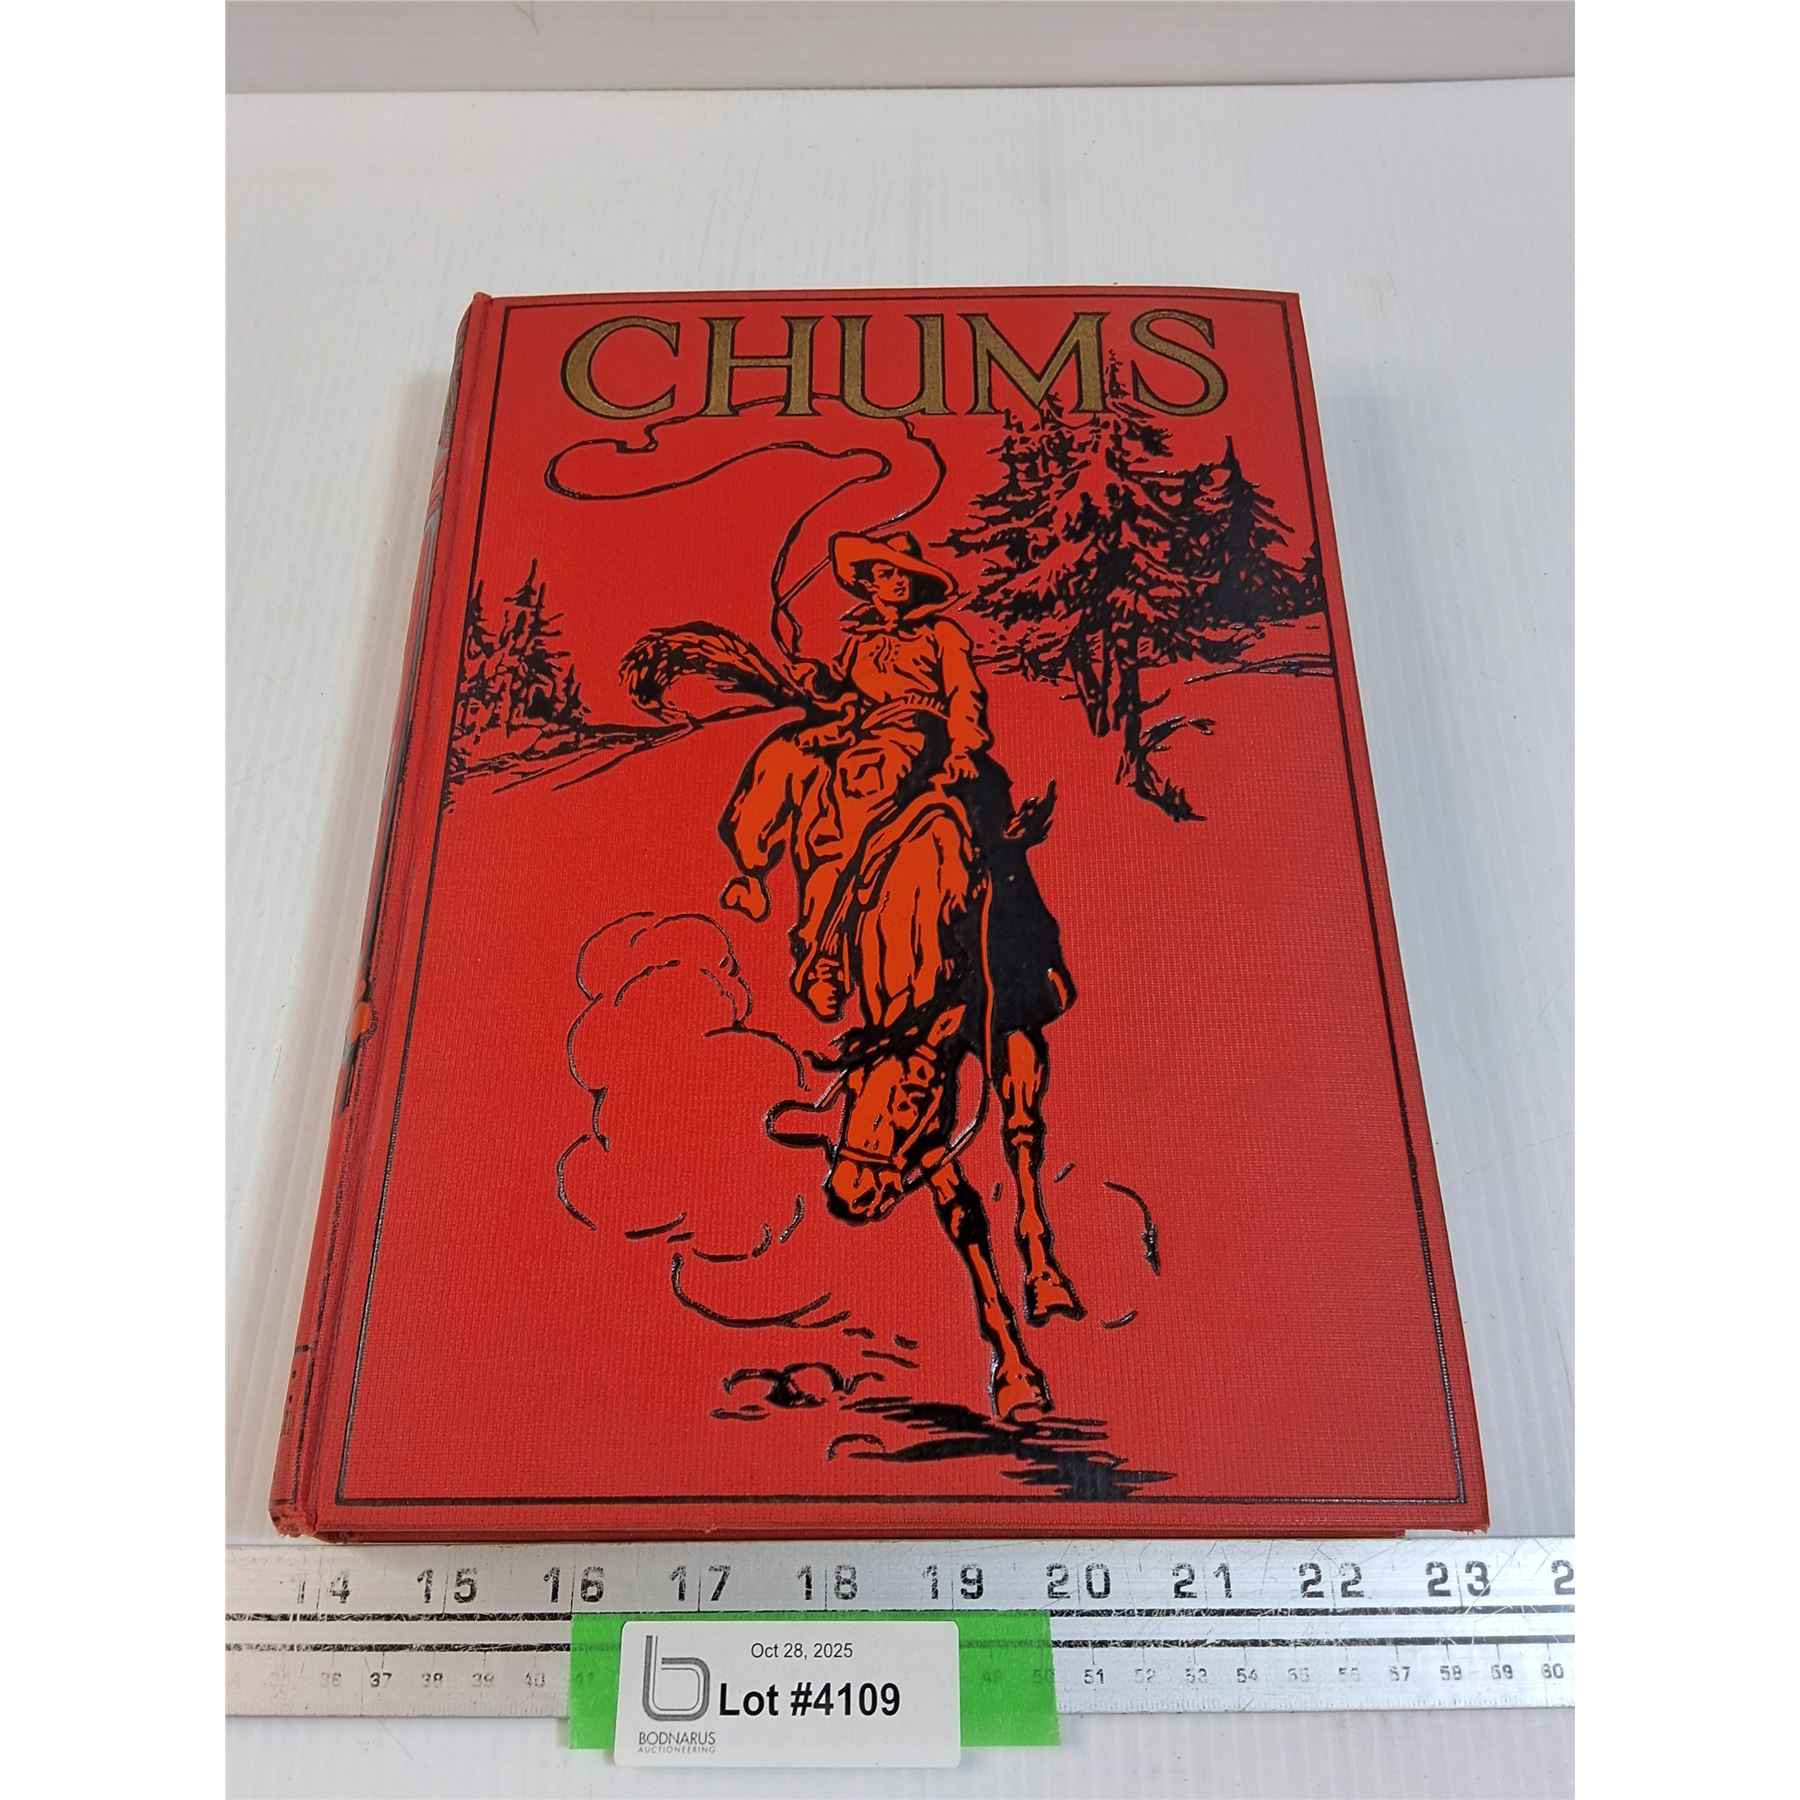 CHUMS
14 15 16 17 18 19 20 21 22 23 2
36 37 38 39 40 41 49 50 51 52 53 54 55 56 57 58 59 60
Oct 28, 2025
Lot #4109
BODNARUS
AUCTIONEERING